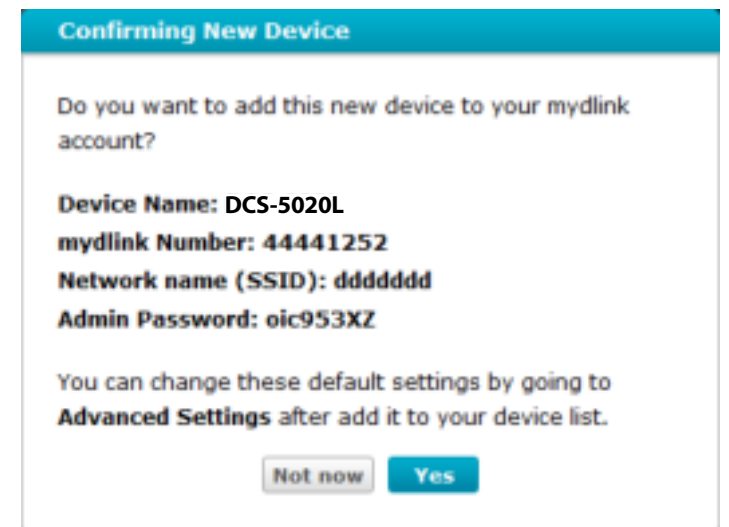 Confirming New Device
Do you want to add this new device to your mydlink
account?
Device Name: DCS-5020L
mydlink Number: 44441252
Network name (SSID): ddddddd
Admin Password: oic953XZ
You can change these default settings by going to
Advanced Settings after add it to your device list.
Not now Yes